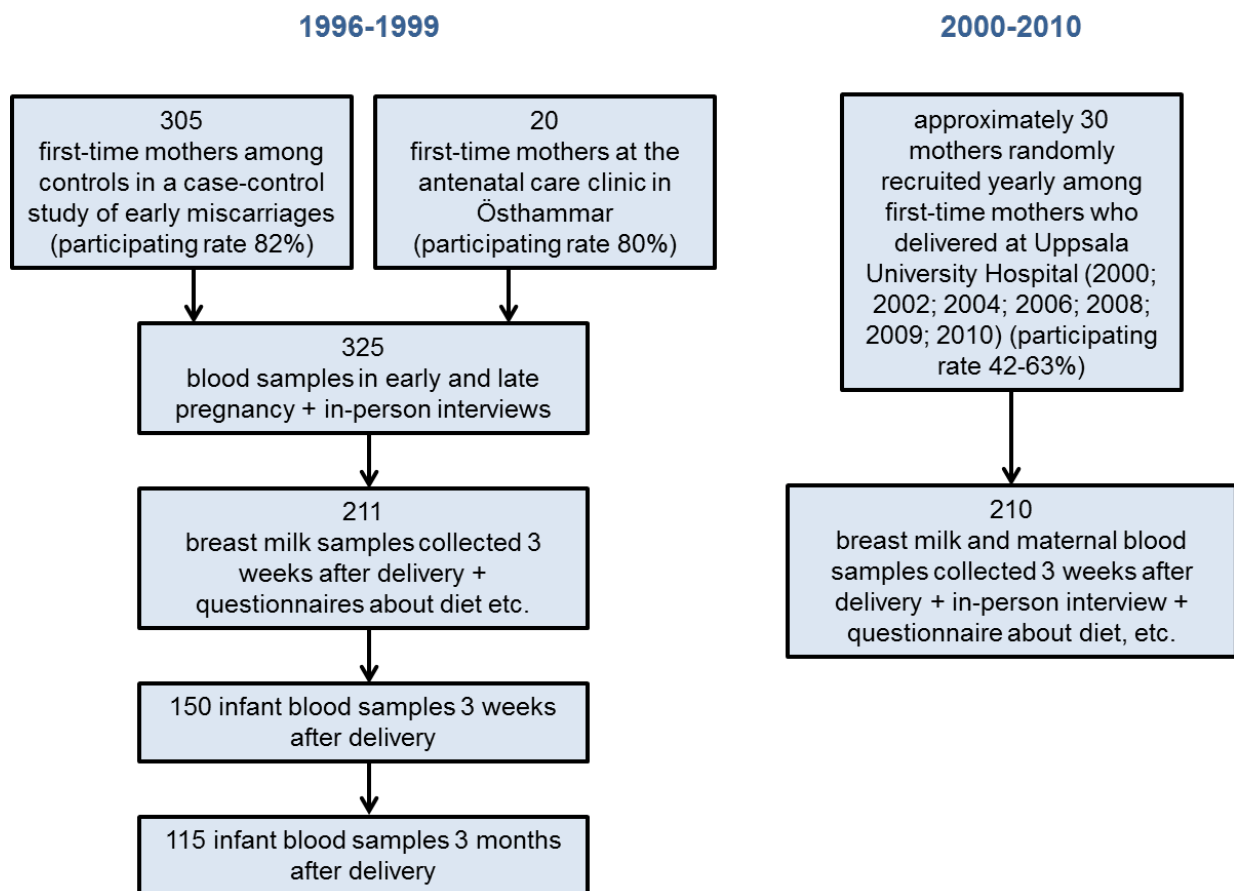 1996-1999
305
first-time mothers among
controls in a case-control
study of early miscarriages
(participating rate 82%)
20
first-time mothers at the
antenatal care clinic in
Östhammar
(participating rate 80%)
325
blood samples in early and late
pregnancy + in-person interviews
211
breast milk samples collected 3
weeks after delivery +
questionnaires about diet etc.
150 infant blood samples 3 weeks
after delivery
115 infant blood samples 3 months
after delivery
2000-2010
approximately 30
mothers randomly
recruited yearly among
first-time mothers who
delivered at Uppsala
University Hospital (2000;
2002; 2004; 2006; 2008;
2009; 2010) (participating
rate 42-63%)
210
breast milk and maternal blood
samples collected 3 weeks after
delivery + in-person interview +
questionnaire about diet, etc.